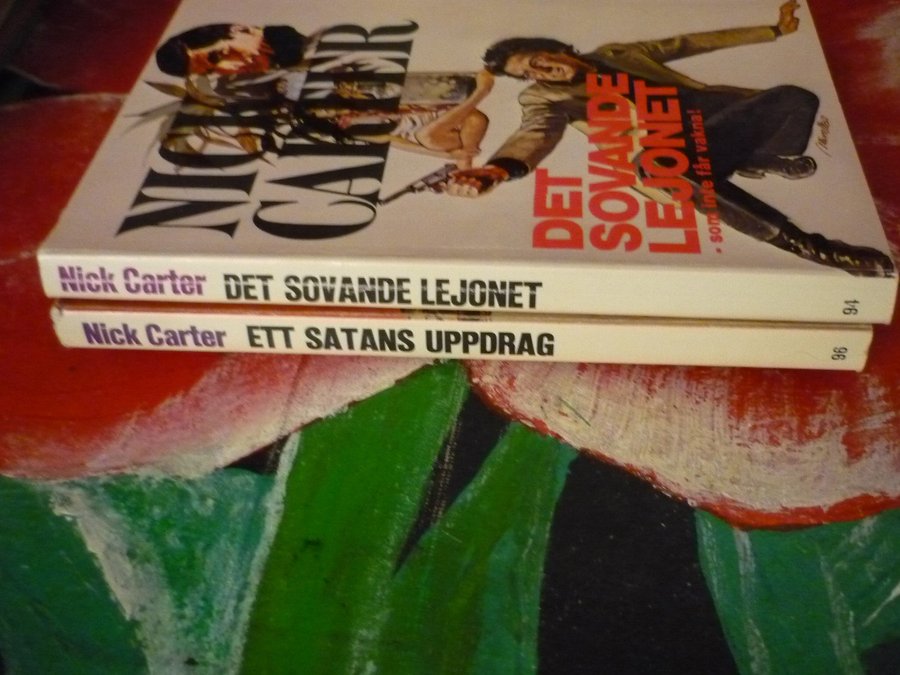 NICK
CARTER
DET
SOVANDE
LEJONET
- som inte får vakna!
Nick Carter DET SOVANDE LEJONET
Nick Carter ETT SATANS UPPDRAG
96